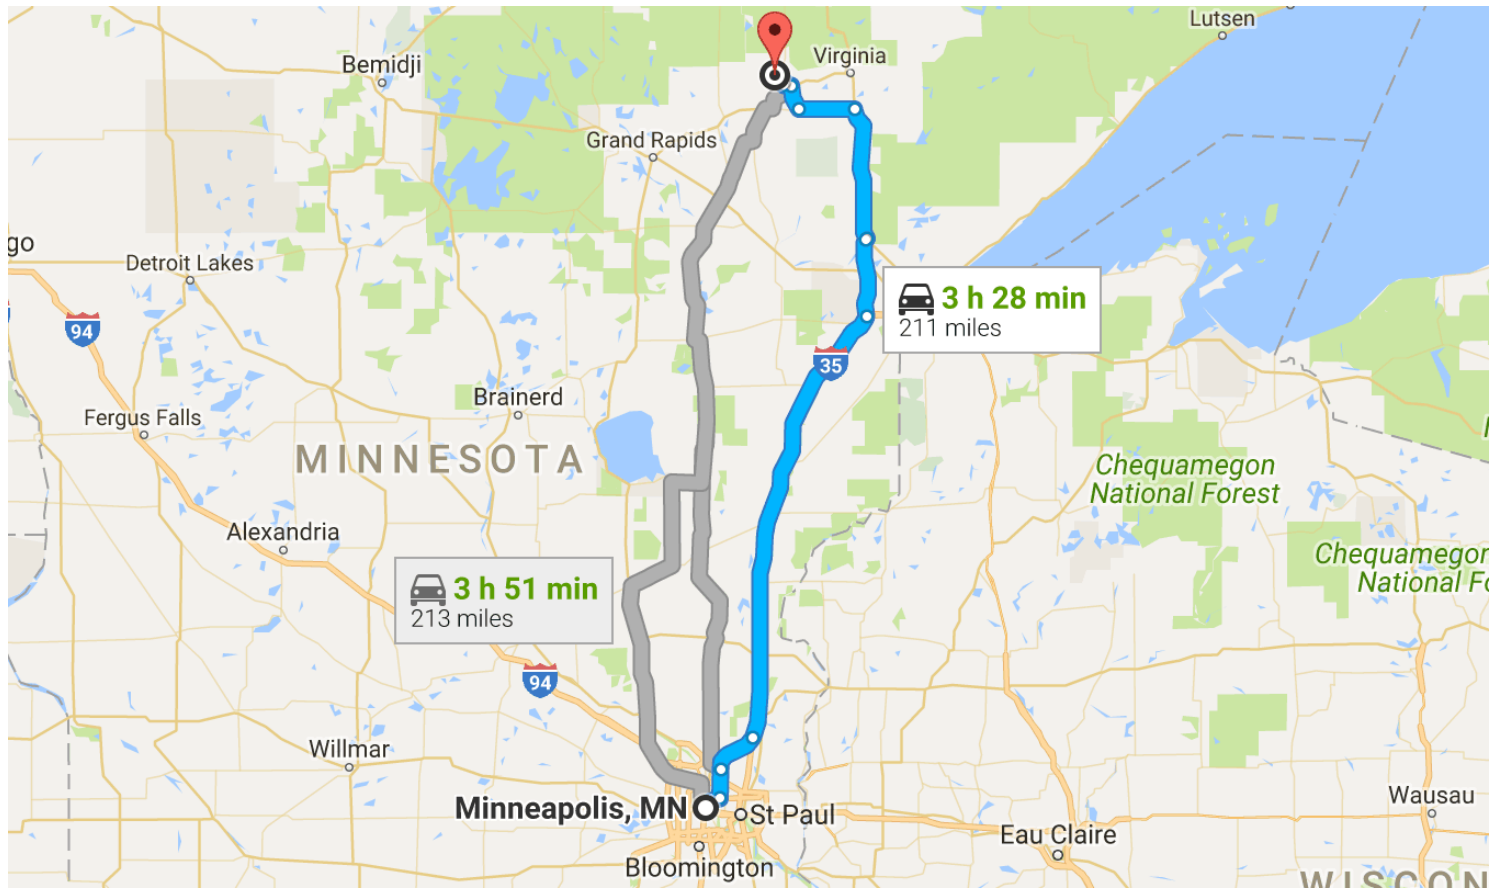 Lutsen
Virginia
Bemidji
Grand Rapids
go
Detroit Lakes
94
3 h 28 min
211 miles
35
Brainerd
Fergus Falls
MINNESOTA
Chequamegon
National Forest
Alexandria
Chequamegon
National Fo
3 h 51 min
213 miles
94
Willmar
Minneapolis, MN
St Paul
Wausau
Eau Claire
Bloomington
WISCON